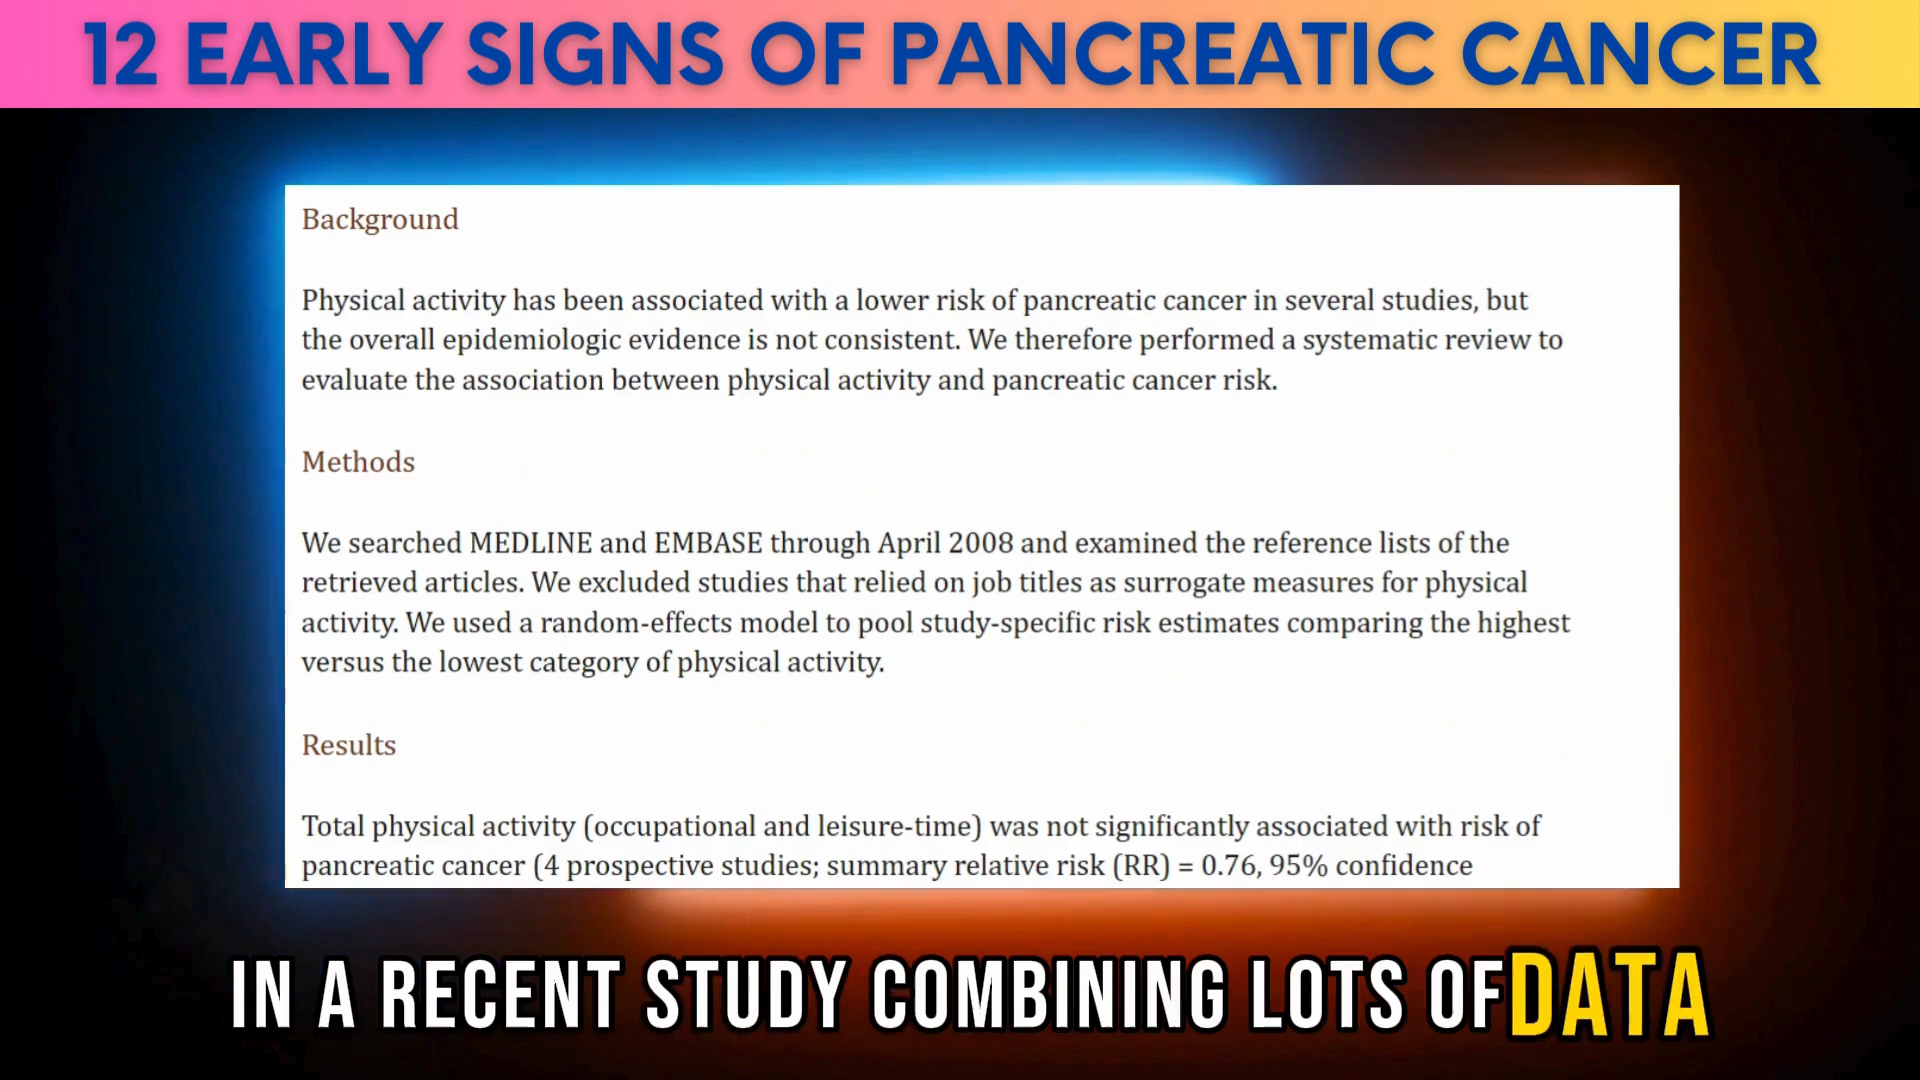 12 EARLY SIGNS OF PANCREATIC CANCER
Background
Physical activity has been associated with a lower risk of pancreatic cancer in several studies, but
the overall epidemiologic evidence is not consistent. We therefore performed a systematic review to
evaluate the association between physical activity and pancreatic cancer risk.
Methods
We searched MEDLINE and EMBASE through April 2008 and examined the reference lists of the
retrieved articles. We excluded studies that relied on job titles as surrogate measures for physical
activity. We used a random-effects model to pool study-specific risk estimates comparing the highest
versus the lowest category of physical activity.
Results
Total physical activity (occupational and leisure-time) was not significantly associated with risk of
pancreatic cancer (4 prospective studies; summary relative risk (RR) = 0.76, 95% confidence
IN A RECENT STUDY COMBINING LOTS OF DATA